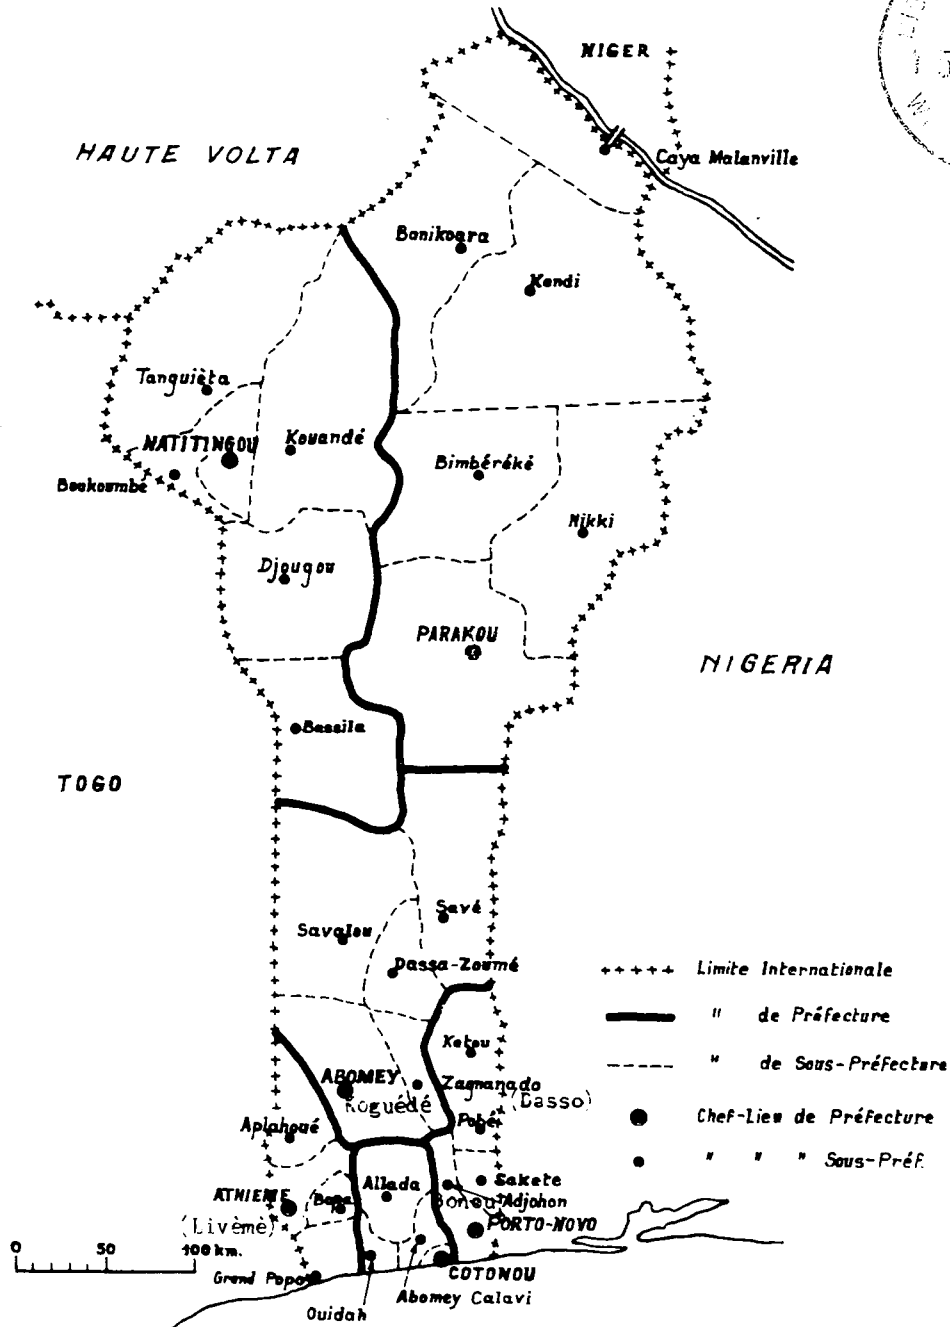 NIGER
HAUTE VOLTA
Caya Malanville
Banikoara
Kandi
Tanguièta
NATITINGOU
Kouandé
Boukoumbé
Bimbéréké
Nikki
Djougou
PARAKOU
NIGERIA
Bassila
TOGO
Savé
Savalou
Dassa-Zoumé
++++++ Limite Internationale
" de Préfecture
" de Sous-Préfecture
Chef-Lieu de Préfecture
" " " Sous-Préf.
Ketou
ABOMEY
Zagnanado
Koguédé
(Dasso)
Aplahoué
Pobé
Allada
Sakete
ATHIEME
Bopa
Bonou
Adjohon
(Livème)
PORTO-NOVO
0 50 100 km.
Grand Popo
COTONOU
Abomey Calavi
Ouidah